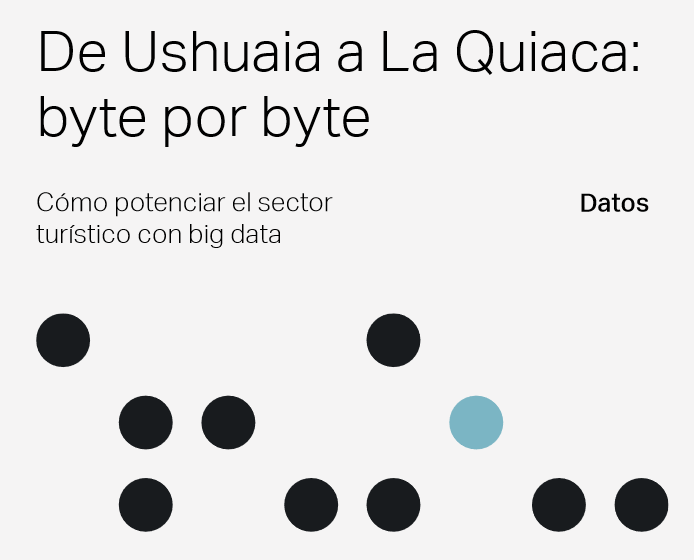 De Ushuaia a La Quiaca:
byte por byte
Cómo potenciar el sector
turístico con big data
Datos